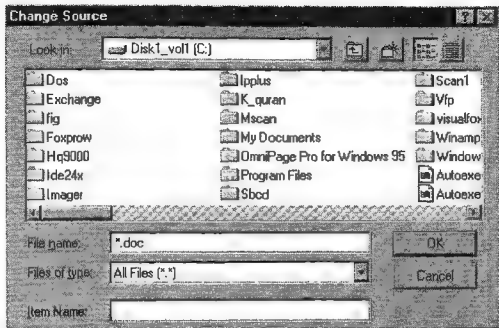 Change Source
Look in: Disk1_vol1 (C:)
Dos
Exchange
fig
Foxprow
Hq9000
Ide24x
Imager
Ipplus
K_quran
Mscan
My Documents
OmniPage Pro for Windows 95
Program Files
Sbcd
Scan1
Vfp
visualfox
Winamp
Window
Autoexe
Autoexe
File name: *.doc OK
Files of type: All Files (*.*) Cancel
Item Name: